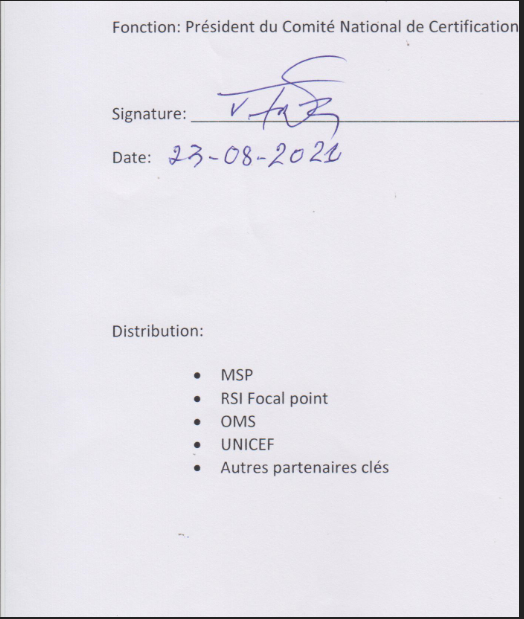 Fonction: Président du Comité National de Certification
Signature:
Date: 23-08-2021
Distribution:
• MSP
• RSI Focal point
• OMS
• UNICEF
• Autres partenaires clés